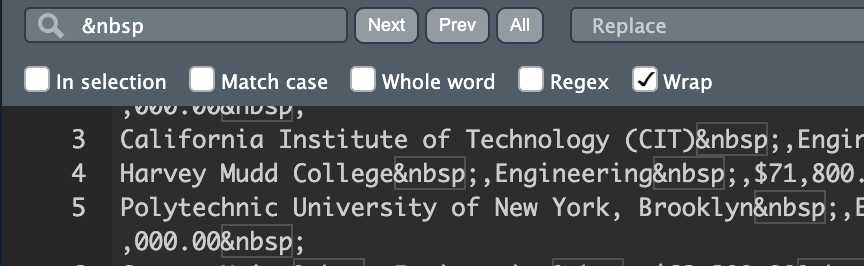 &nbsp
Next
Prev
All
Replace
In selection
Match case
Whole word
Regex
Wrap
,000.00&nbsp;
3 California Institute of Technology (CIT)&nbsp;,Engin
4 Harvey Mudd College&nbsp;,Engineering&nbsp;,$71,800.
5 Polytechnic University of New York, Brooklyn&nbsp;,E
,000.00&nbsp;